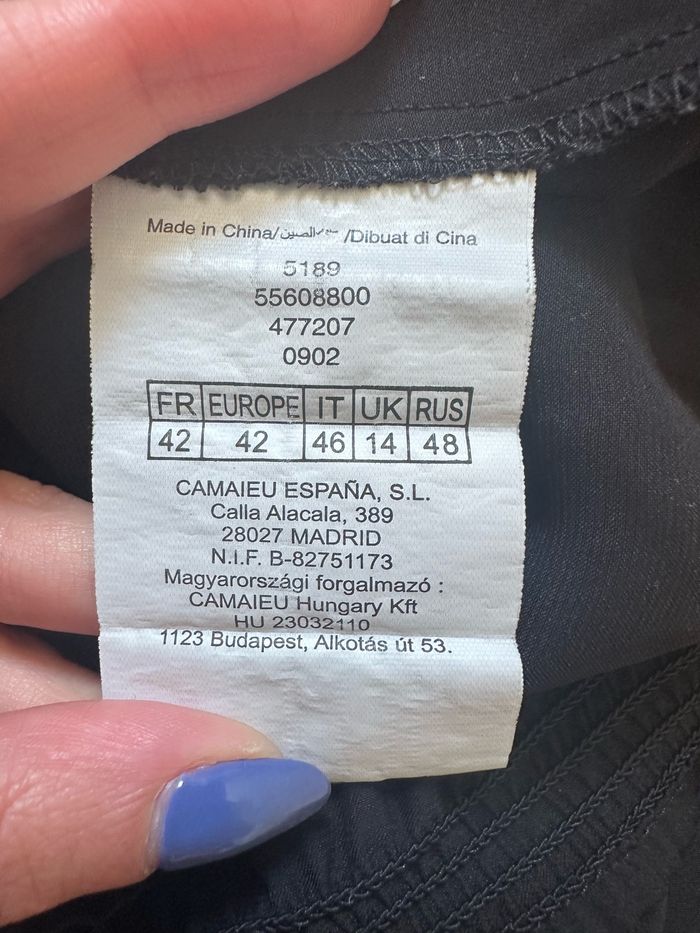 Made in China/صنع في الصين/Dibuat di Cina
5189
55608800
477207
0902
FR EUROPE IT UK RUS
42 42 46 14 48
CAMAIEU ESPAÑA, S.L.
Calla Alacala, 389
28027 MADRID
N.I.F. B-82751173
Magyarországi forgalmazó :
CAMAIEU Hungary Kft
HU 23032110
1123 Budapest, Alkotás út 53.